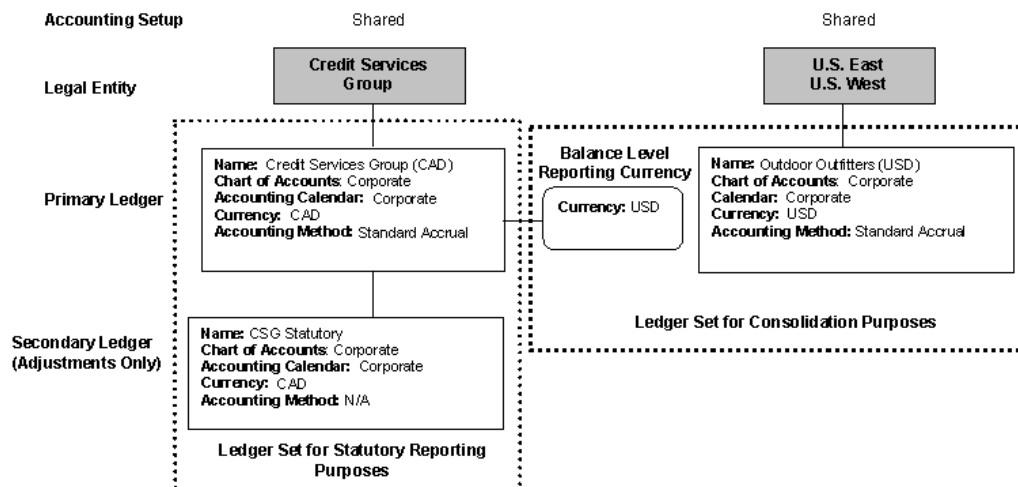 Accounting Setup
Shared
Shared
Legal Entity
Credit Services
Group
U.S. East
U.S. West
Primary Ledger
Name: Credit Services Group (CAD)
Chart of Accounts: Corporate
Accounting Calendar: Corporate
Currency: CAD
Accounting Method: Standard Accrual
Balance Level
Reporting Currency
Currency: USD
Name: Outdoor Outfitters (USD)
Chart of Accounts: Corporate
Calendar: Corporate
Currency: USD
Accounting Method: Standard Accrual
Ledger Set for Consolidation Purposes
Secondary Ledger
(Adjustments Only)
Name: CSG Statutory
Chart of Accounts: Corporate
Accounting Calendar: Corporate
Currency: CAD
Accounting Method: N/A
Ledger Set for Statutory Reporting
Purposes